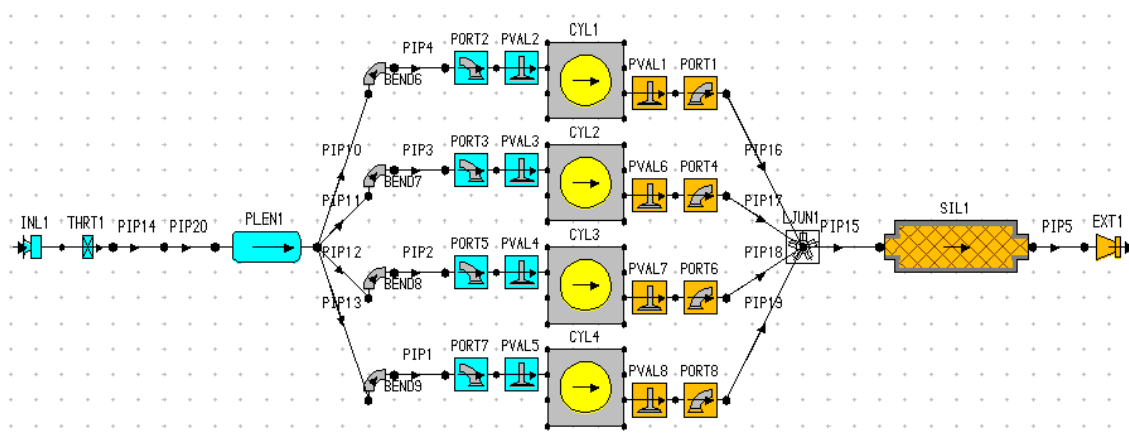 CYL1
PIP4 PORT2 PVAL2
BEND6
PVAL1 PORT1
CYL2
PIP10 PIP3 PORT3 PVAL3 PIP16
BEND7
PVAL6 PORT4
PIP11 PIP17
INL1 THRT1 PIP14 PIP20 PLEN1 CYL3 LJUN1 PIP15 SIL1 PIP5 EXT1
PIP12 PIP2 PORT5 PVAL4 PIP18
BEND8
PVAL7 PORT6
PIP13 PIP19
CYL4
PIP1 PORT7 PVAL5
BEND9
PVAL8 PORT8